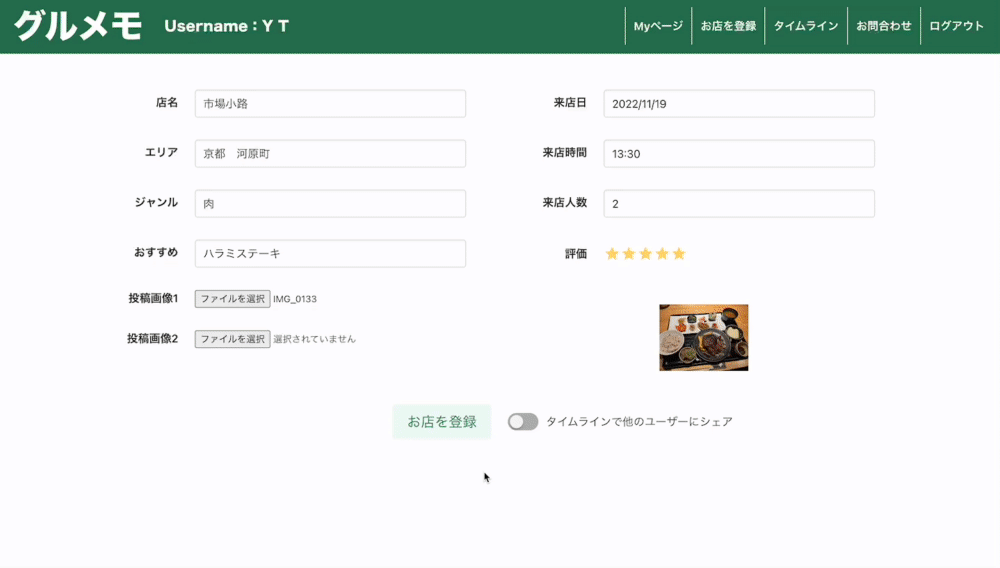 グルメモ Username : Y T Myページ お店を登録 タイムライン お問合わせ ログアウト
店名 市場小路 来店日 2022/11/19
エリア 京都　河原町 来店時間 13:30
ジャンル 肉 来店人数 2
おすすめ ハラミステーキ 評価
投稿画像1 ファイルを選択 IMG_0133
投稿画像2 ファイルを選択 選択されていません
お店を登録 タイムラインで他のユーザーにシェア